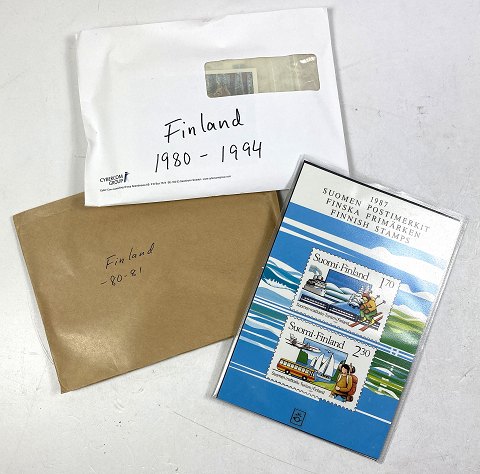 Finland
1980 - 1994
CYBERCOM
GROUP
Finland
-80-81
1987
SUOMEN POSTIMERKIT
FINSKA FRIMÄRKEN
FINNISH STAMPS
Suomi-Finland
1,70
Suomi-Finland
2,30